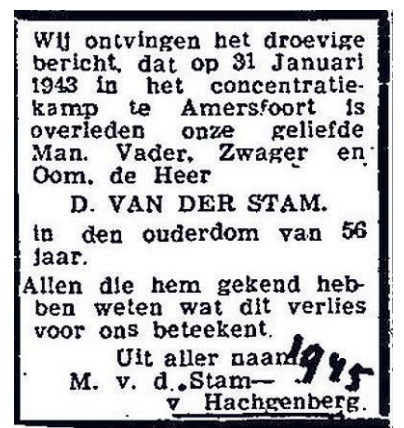 Wij ontvingen het droevige
bericht, dat op 31 Januari
1943 in het concentratie-
kamp te Amersfoort is
overleden onze geliefde
Man. Vader, Zwager en
Oom. de Heer
D. VAN DER STAM.
in den ouderdom van 56
jaar.
Allen die hem gekend heb-
ben weten wat dit verlies
voor ons beteekent.
Uit aller naam
1945
M. v. d. Stam—
v Hachgenberg.